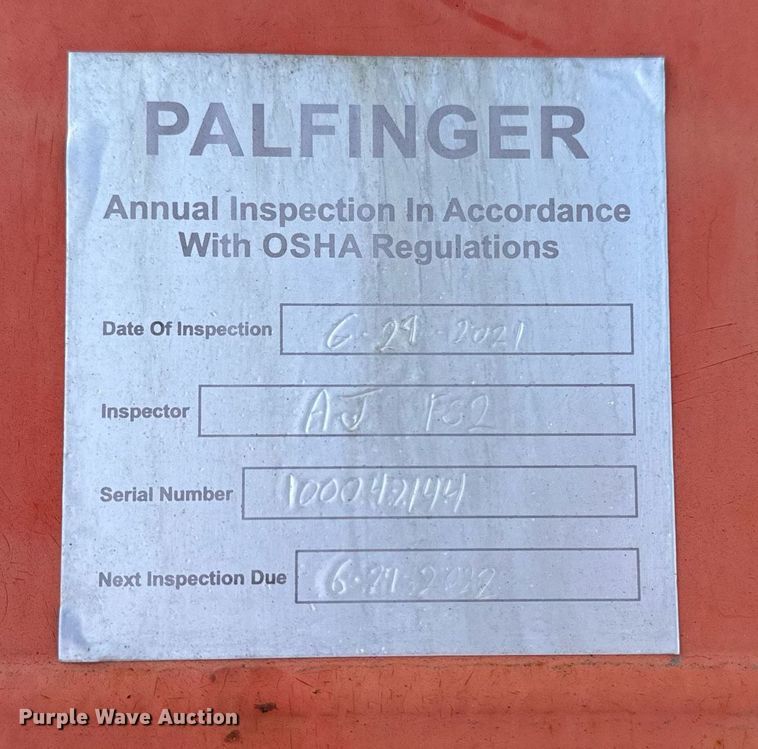 PALFINGER
Annual Inspection In Accordance
With OSHA Regulations
Date Of Inspection 6-29-2021
Inspector AJ FS2
Serial Number 100042144
Next Inspection Due 6-29-2022
Purple Wave Auction